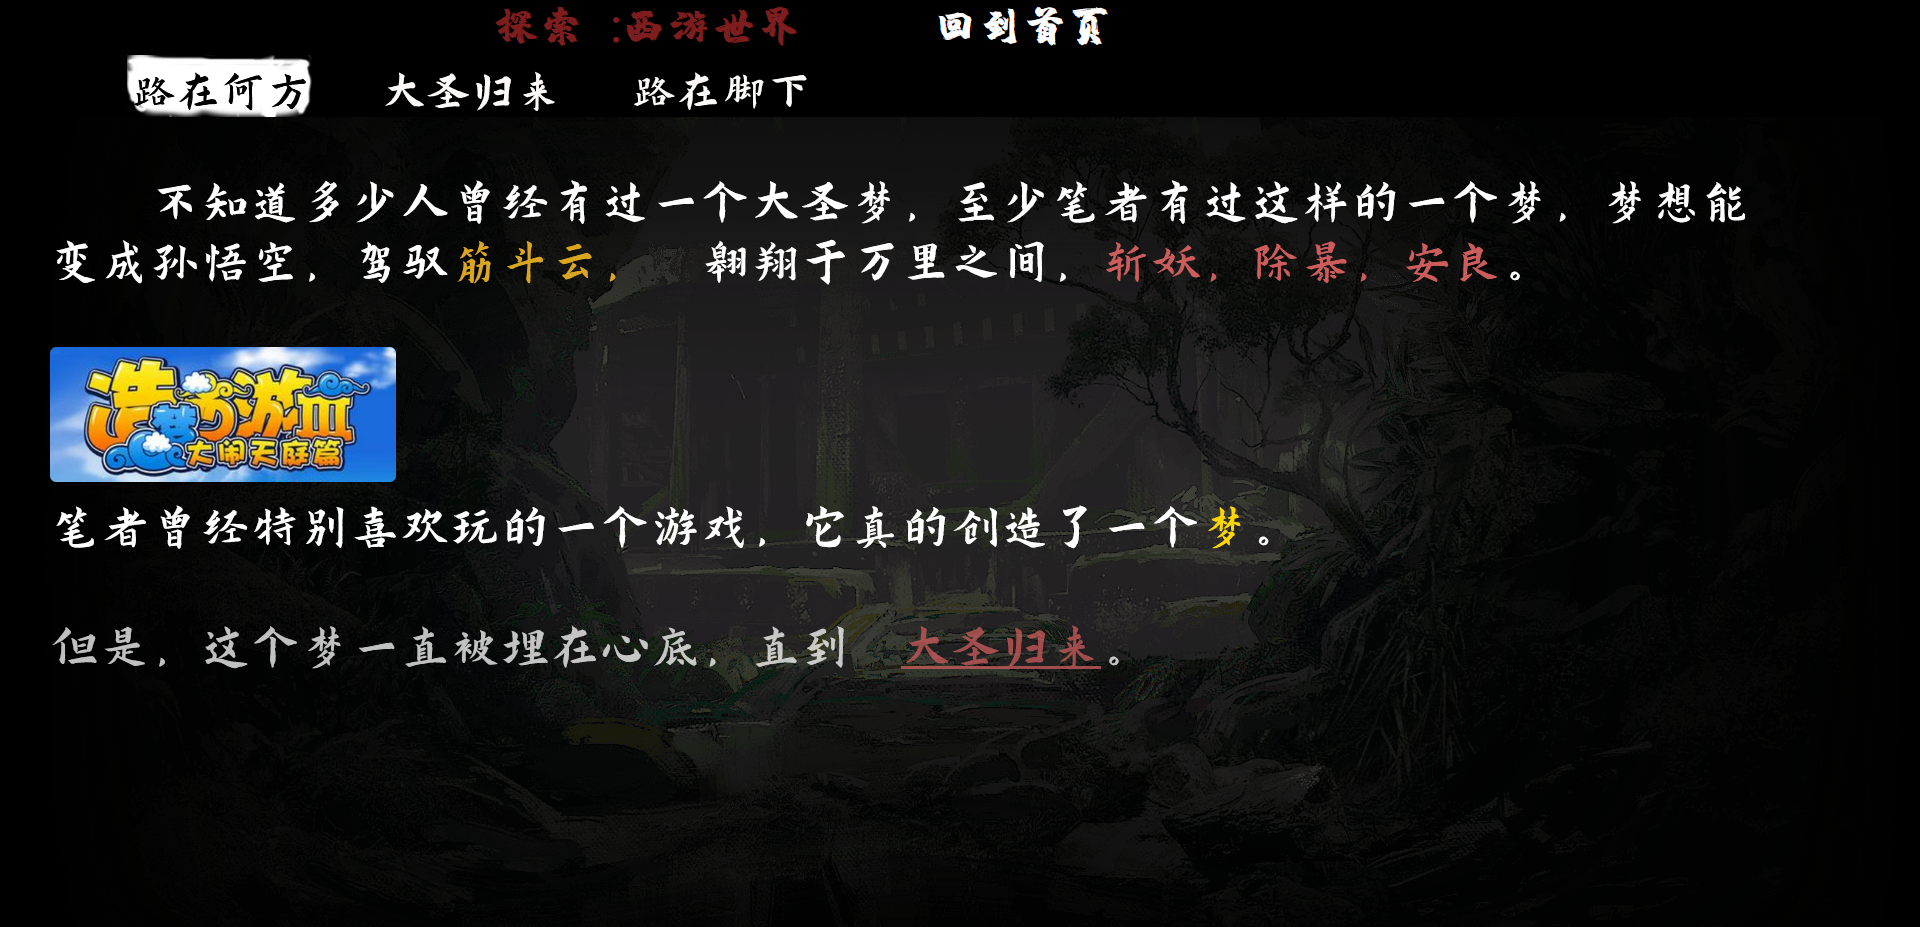 探索 :西游世界 回到首页
路在何方 大圣归来 路在脚下
不知道多少人曾经有过一个大圣梦，至少笔者有过这样的一个梦，梦想能
变成孙悟空，驾驭筋斗云， 翱翔于万里之间，斩妖，除暴，安良。
造梦西游III
大闹天庭篇
笔者曾经特别喜欢玩的一个游戏，它真的创造了一个梦。
但是，这个梦一直被埋在心底，直到 大圣归来。